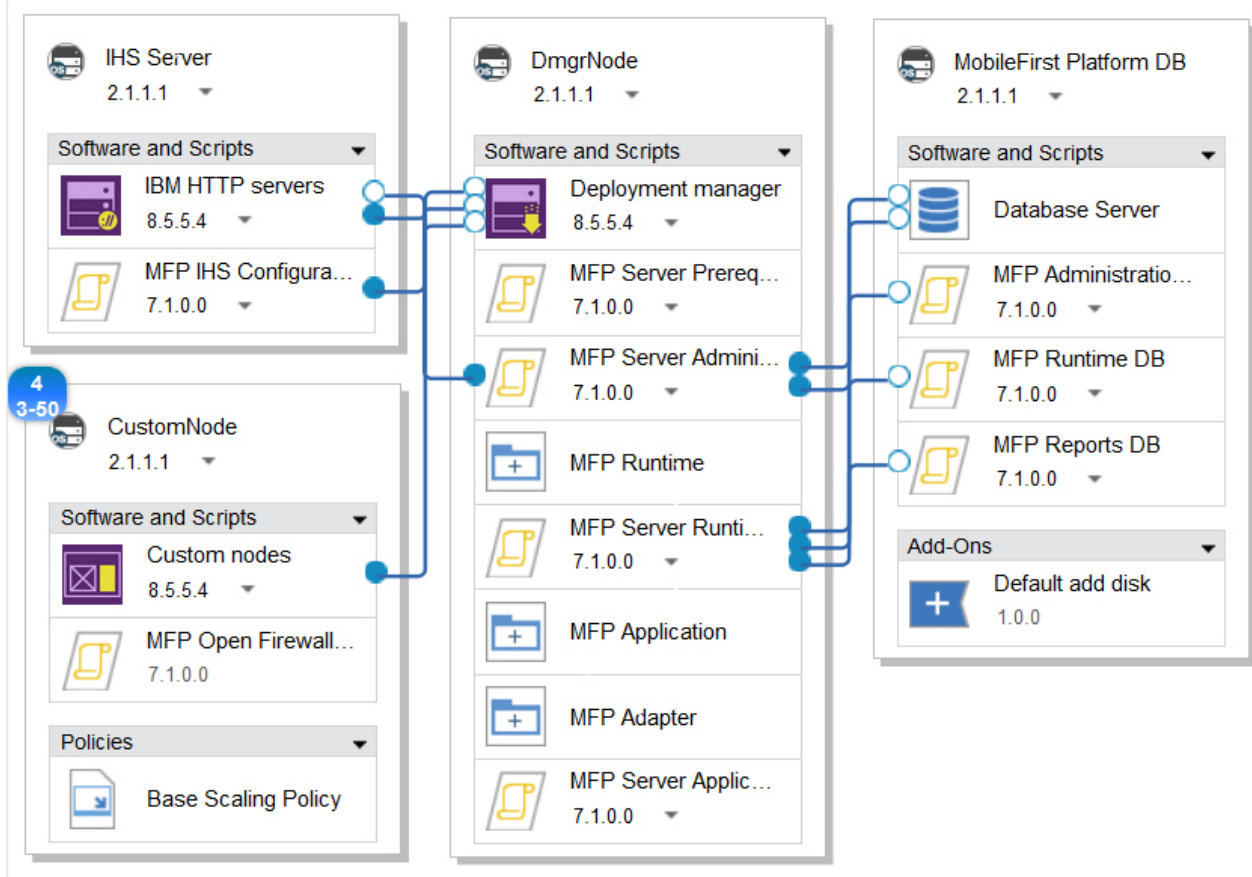 IHS Server
2.1.1.1
Software and Scripts
IBM HTTP servers
8.5.5.4
MFP IHS Configura...
7.1.0.0
4
3-50
CustomNode
2.1.1.1
Software and Scripts
Custom nodes
8.5.5.4
MFP Open Firewall...
7.1.0.0
Policies
Base Scaling Policy
DmgrNode
2.1.1.1
Software and Scripts
Deployment manager
8.5.5.4
MFP Server Prereq...
7.1.0.0
MFP Server Admini...
7.1.0.0
MFP Runtime
MFP Server Runti...
7.1.0.0
MFP Application
MFP Adapter
MFP Server Applic...
7.1.0.0
MobileFirst Platform DB
2.1.1.1
Software and Scripts
Database Server
MFP Administratio...
7.1.0.0
MFP Runtime DB
7.1.0.0
MFP Reports DB
7.1.0.0
Add-Ons
Default add disk
1.0.0